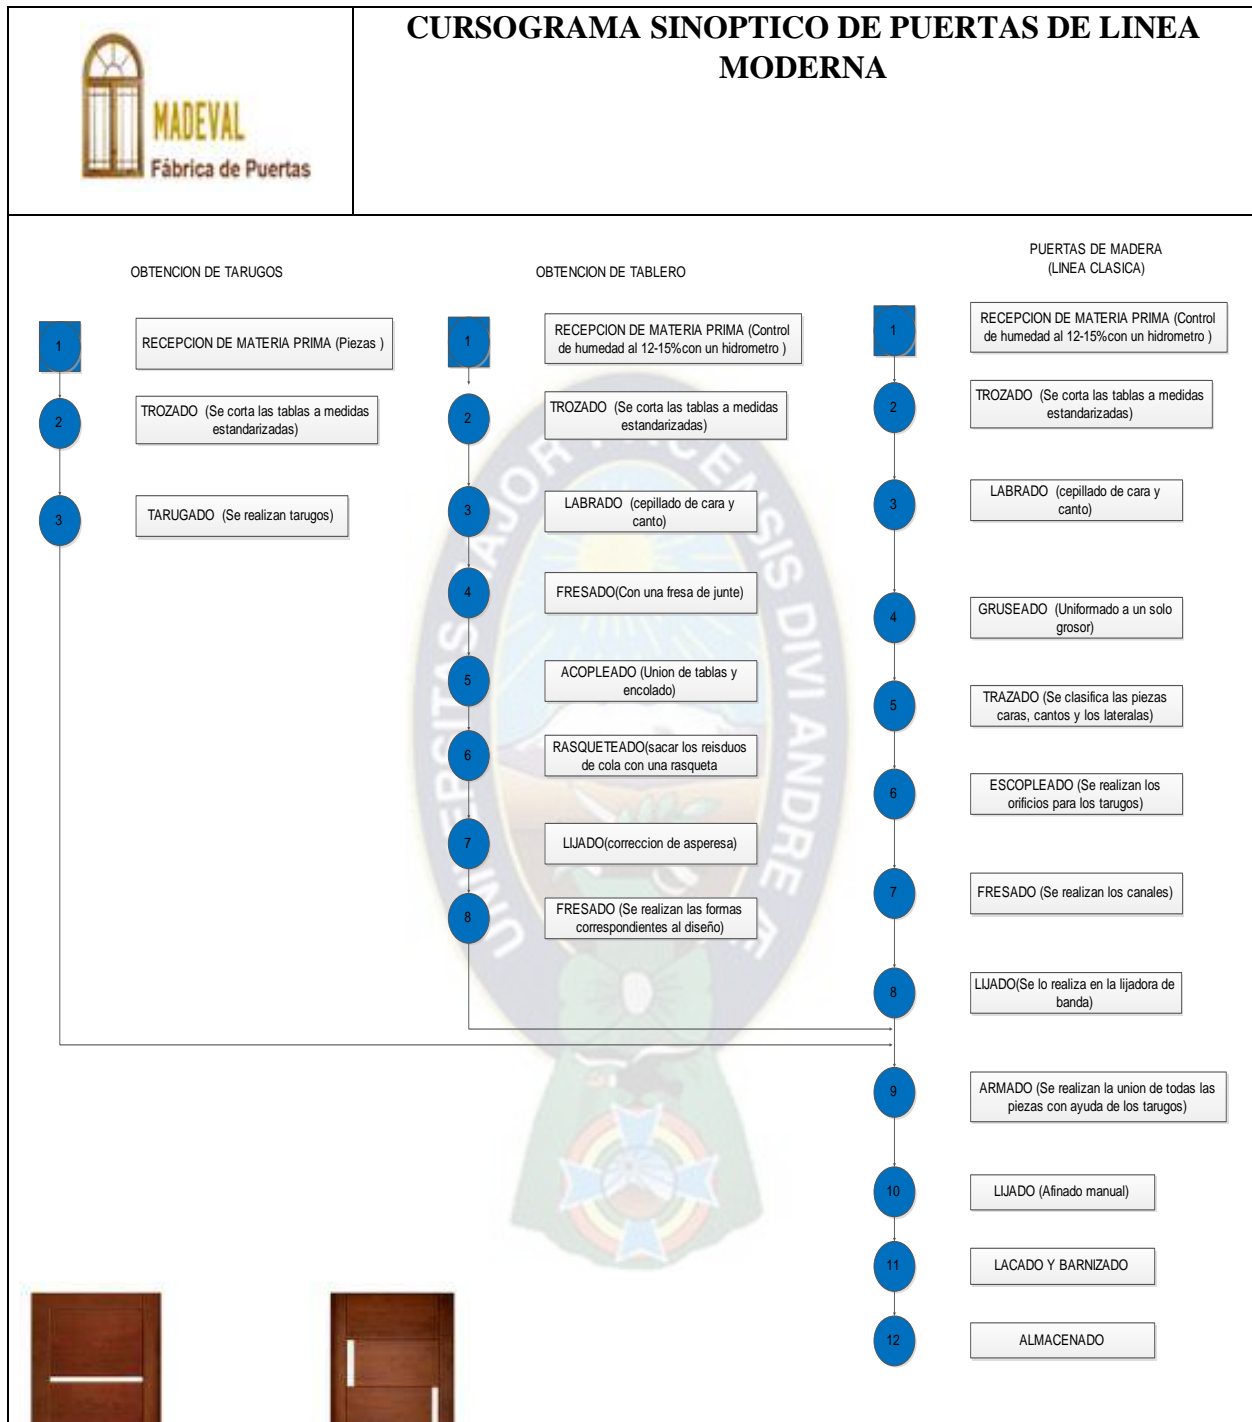 CURSOGRAMA SINOPTICO DE PUERTAS DE LINEA
MODERNA
MADEVAL
Fábrica de Puertas
OBTENCION DE TARUGOS
1
RECEPCION DE MATERIA PRIMA (Piezas )
2
TROZADO (Se corta las tablas a medidas
estandarizadas)
3
TARUGADO (Se realizan tarugos)
OBTENCION DE TABLERO
1
RECEPCION DE MATERIA PRIMA (Control
de humedad al 12-15%con un hidrometro )
2
TROZADO (Se corta las tablas a medidas
estandarizadas)
3
LABRADO (cepillado de cara y
canto)
4
FRESADO(Con una fresa de junte)
5
ACOPLEADO (Union de tablas y
encolado)
6
RASQUETEADO(sacar los reisduos
de cola con una rasqueta
7
LIJADO(correccion de asperesa)
8
FRESADO (Se realizan las formas
correspondientes al diseño)
PUERTAS DE MADERA
(LINEA CLASICA)
1
RECEPCION DE MATERIA PRIMA (Control
de humedad al 12-15%con un hidrometro )
2
TROZADO (Se corta las tablas a medidas
estandarizadas)
3
LABRADO (cepillado de cara y
canto)
4
GRUSEADO (Uniformado a un solo
grosor)
5
TRAZADO (Se clasifica las piezas
caras, cantos y los lateralas)
6
ESCOPLEADO (Se realizan los
orificios para los tarugos)
7
FRESADO (Se realizan los canales)
8
LIJADO(Se lo realiza en la lijadora de
banda)
9
ARMADO (Se realizan la union de todas las
piezas con ayuda de los tarugos)
10
LIJADO (Afinado manual)
11
LACADO Y BARNIZADO
12
ALMACENADO